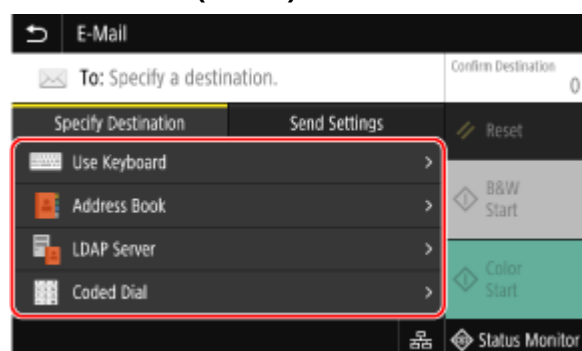 E-Mail
To: Specify a destination.
Confirm Destination
0
Specify Destination
Send Settings
Reset
Use Keyboard
Address Book
B&W
Start
LDAP Server
Color
Start
Coded Dial
Status Monitor